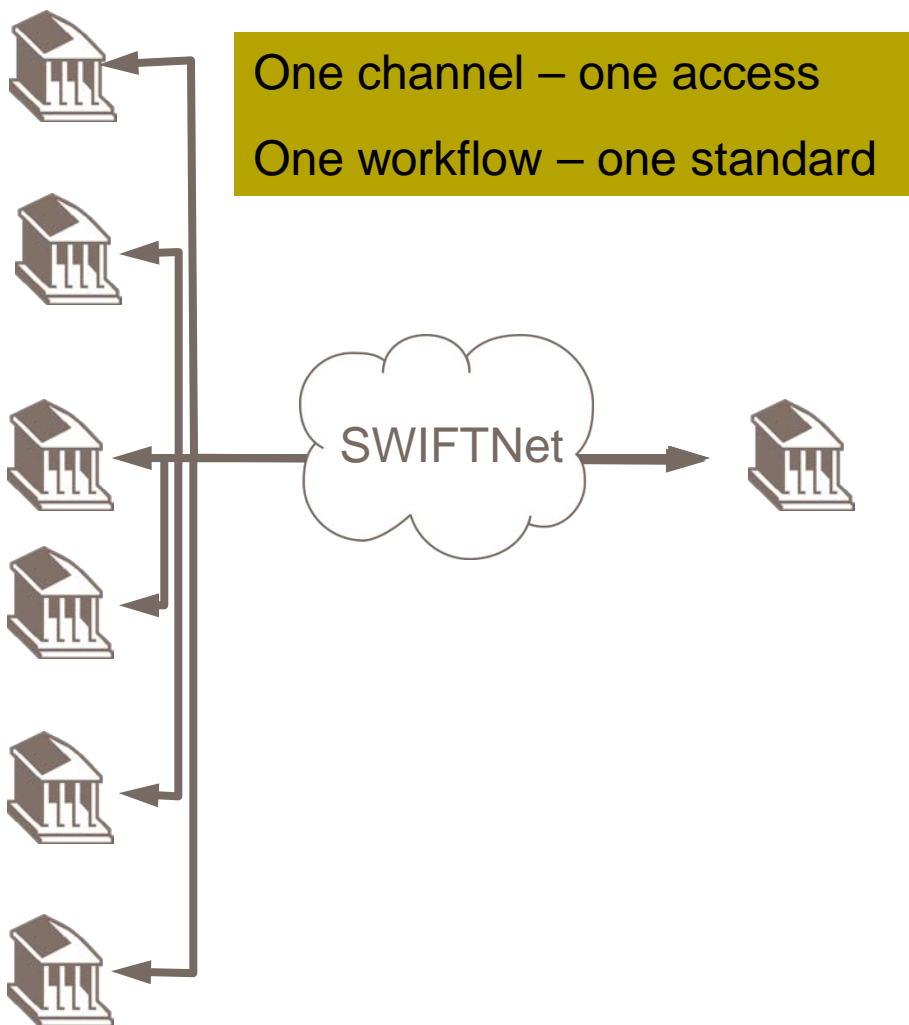 One channel – one access
One workflow – one standard
SWIFTNet